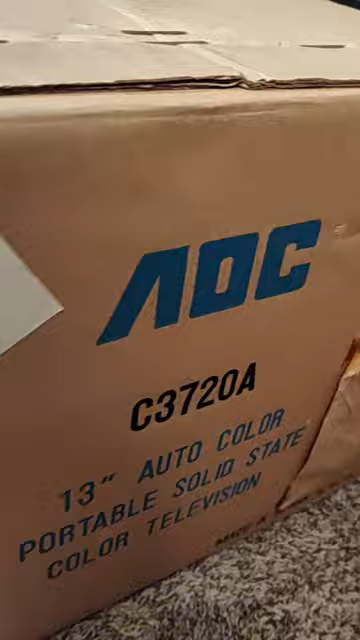 AOC
C3720A
13" AUTO COLOR
PORTABLE SOLID STATE
COLOR TELEVISION